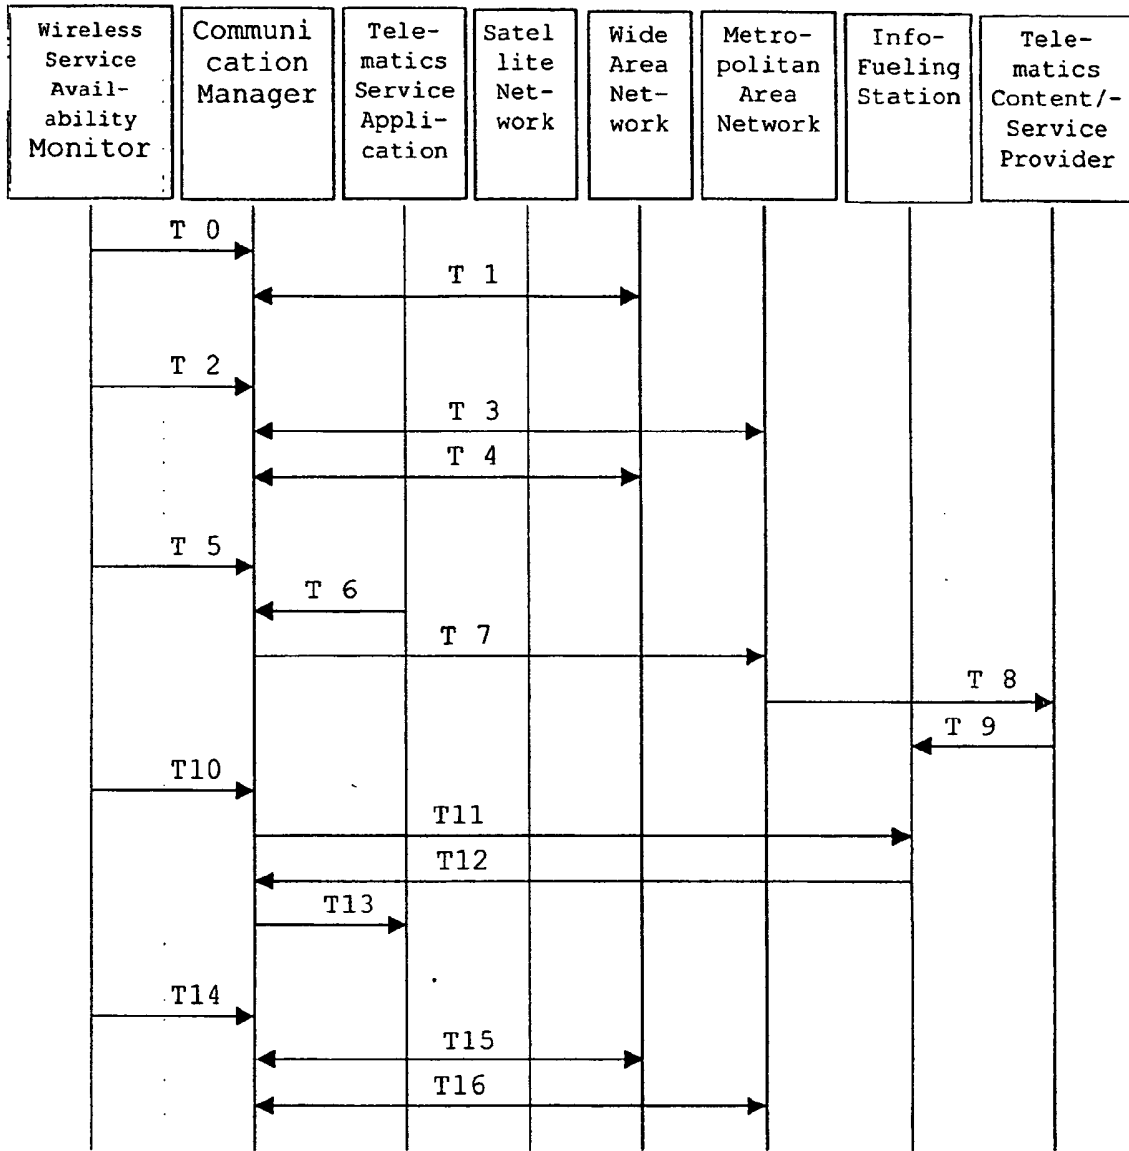 Wireless
Service
Avail-
ability
Monitor
Communi
cation
Manager
Tele-
matics
Service
Appli-
cation
Satel
lite
Net-
work
Wide
Area
Net-
work
Metro-
politan
Area
Network
Info-
Fueling
Station
Tele-
matics
Content/-
Service
Provider
T 0
T 1
T 2
T 3
T 4
T 5
T 6
T 7
T 8
T 9
T10
T11
T12
T13
T14
T15
T16